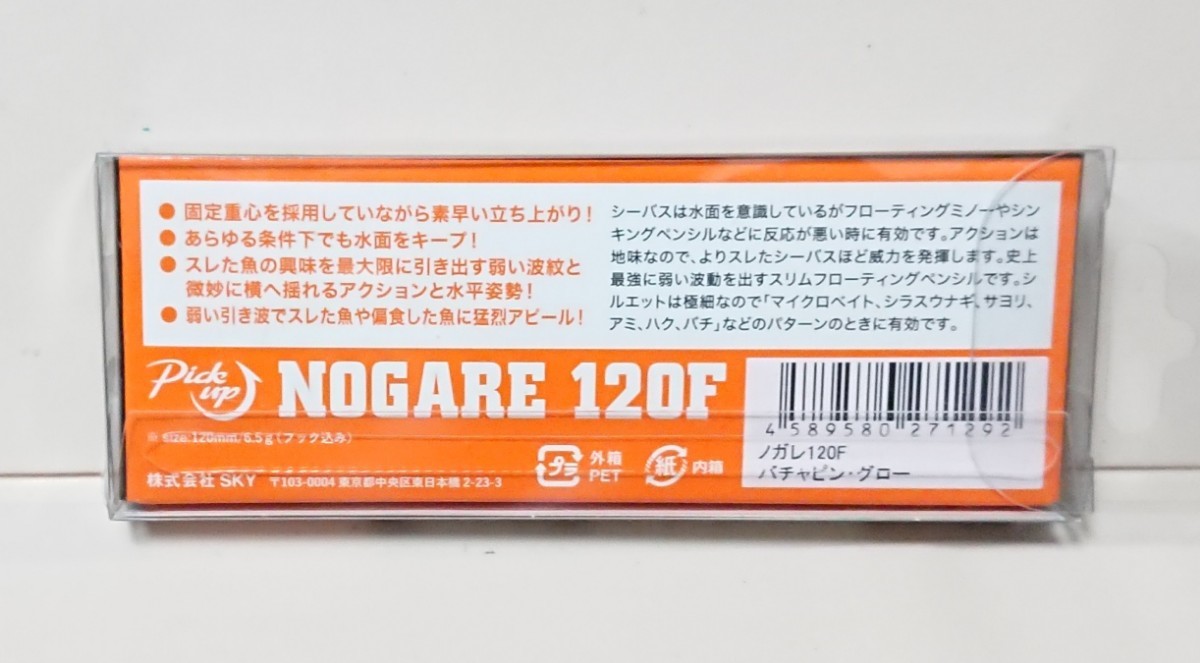 ● 固定重心を採用していながら素早い立ち上がり!
● あらゆる条件下でも水面をキープ!
● スレた魚の興味を最大限に引き出す弱い波紋と
微妙に横へ揺れるアクションと水平姿勢!
● 弱い引き波でスレた魚や偏食した魚に猛烈アピール!
シーバスは水面を意識しているがフローティングミノーやシン
キングペンシルなどに反応が悪い時に有効です。アクションは
地味なので、よりスレたシーバスほど威力を発揮します。史上
最強に弱い波動を出すスリムフローティングペンシルです。シ
ルエットは極細なので「マイクロベイト、シラスウナギ、サヨリ、
アミ、ハク、バチ」などのパターンのときに有効です。
Pick up
NOGARE 120F
※ size:120mm/6.5g(フック込み)
株式会社 SKY 〒103-0004 東京都中央区東日本橋 2-23-3
プラ 外箱 PET
紙 内箱
4 589580 271292
ノガレ120F
バチャピン・グロー